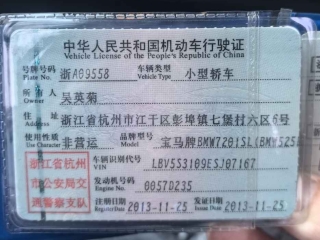 中华人民共和国机动车行驶证
Vehicle License of the People's Republic of China
号牌号码 浙A09558 车辆类型 小型轿车
Plate No. Vehicle Type
所有人 吴英菊
Owner
住址 浙江省杭州市江干区彭埠镇七堡村六区6号
Address
使用性质 非营运 品牌型号 宝马牌BMW7201SL(BMW525
Use Character Model
浙江省杭州 车辆识别代号 LBV5S3109ESJ07167
VIN
市公安局交 发动机号码 0057D235
Engine No.
通警察支队 注册日期 2013-11-25 发证日期 2013-11-25
Register Date Issue Date